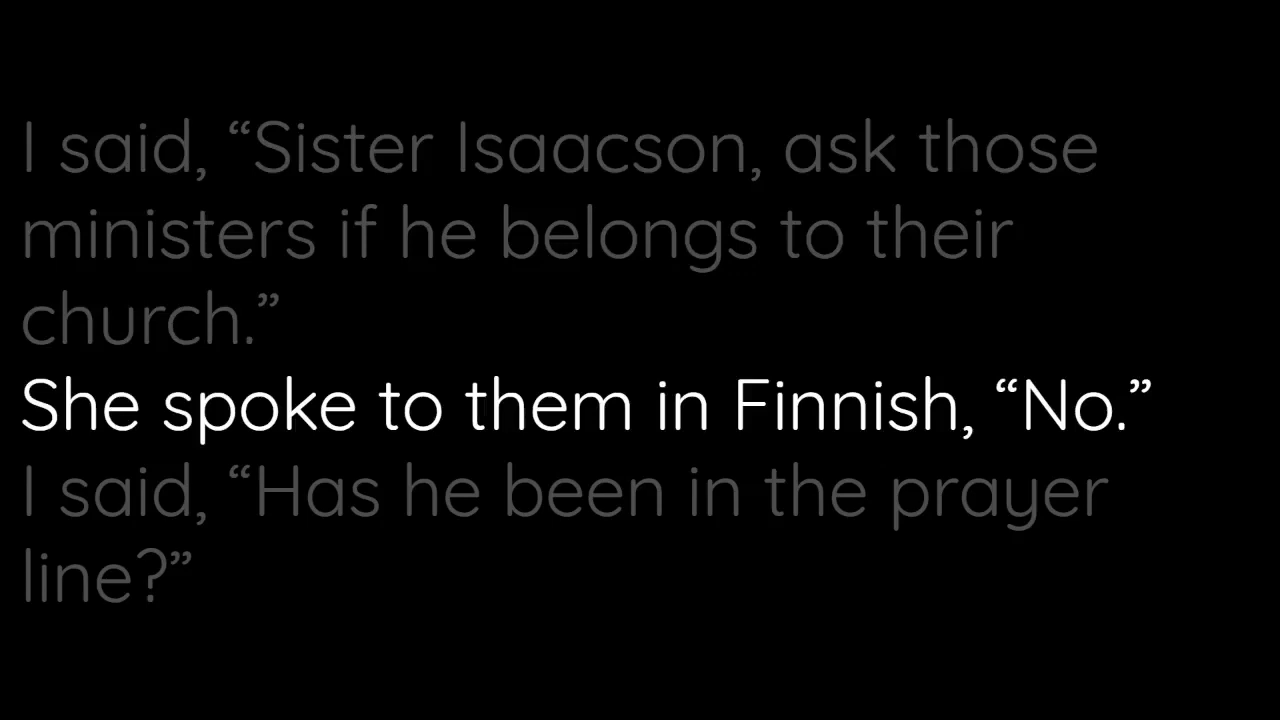 I said, “Sister Isaacson, ask those
ministers if he belongs to their
church.”
She spoke to them in Finnish, “No.”
I said, “Has he been in the prayer
line?”